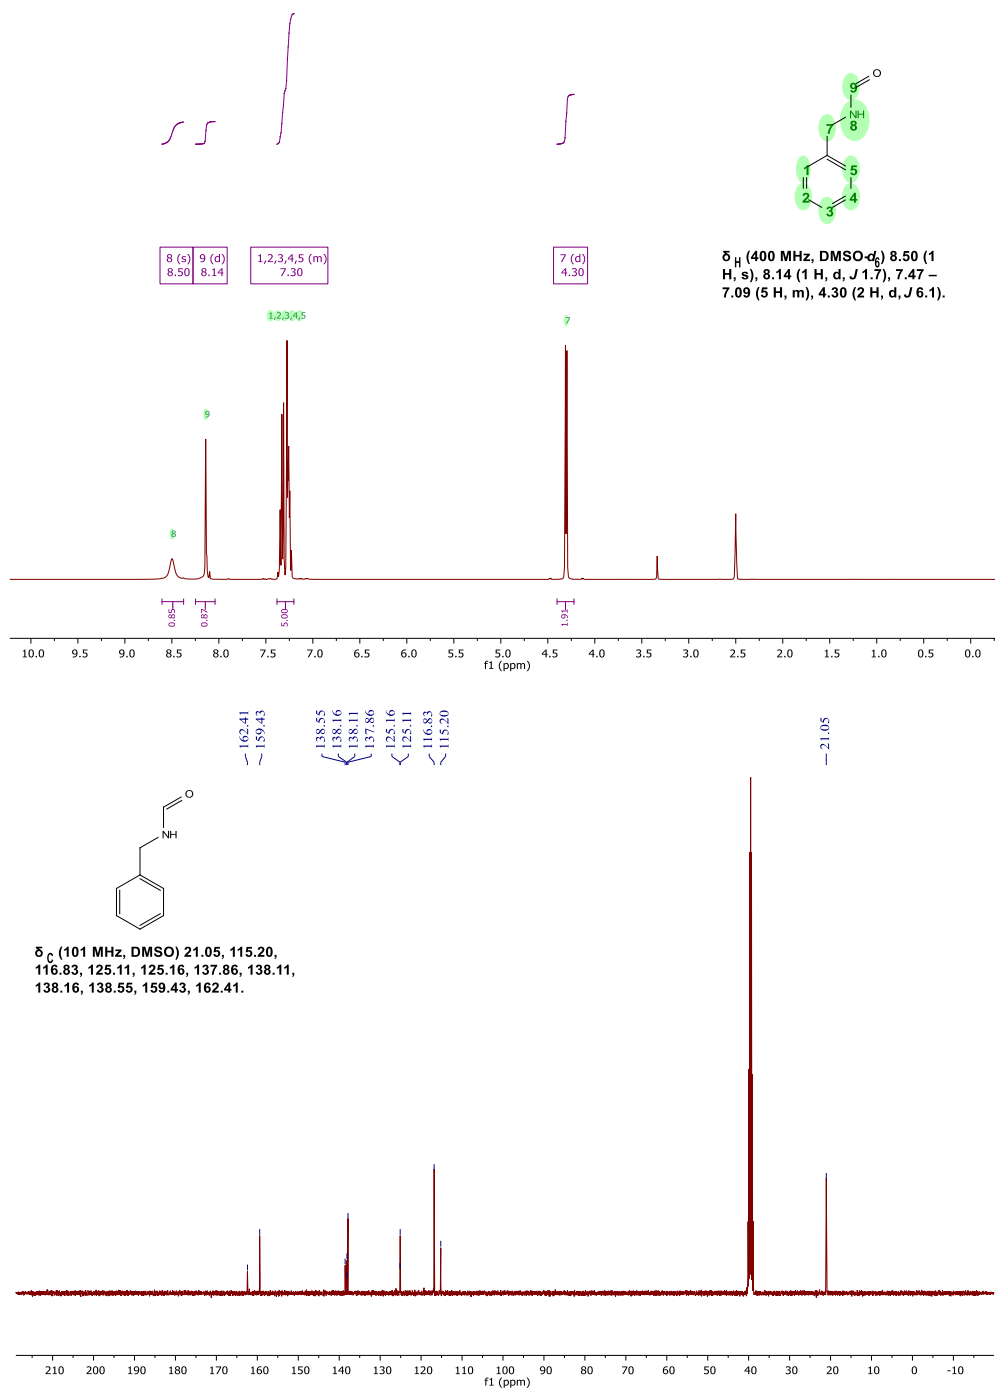 O
9
NH
8
7
1
5
2
4
3
8 (s)
8.50
9 (d)
8.14
1,2,3,4,5 (m)
7.30
7 (d)
4.30
δ H (400 MHz, DMSO-d6) 8.50 (1
H, s), 8.14 (1 H, d, J 1.7), 7.47 –
7.09 (5 H, m), 4.30 (2 H, d, J 6.1).
1,2,3,4,5
7
9
8
0.85
0.87
5.00
1.91
10.0 9.5 9.0 8.5 8.0 7.5 7.0 6.5 6.0 5.5 5.0 4.5 4.0 3.5 3.0 2.5 2.0 1.5 1.0 0.5 0.0
f1 (ppm)
162.41
159.43
138.55
138.16
138.11
137.86
125.16
125.11
116.83
115.20
21.05
O
NH
δ C (101 MHz, DMSO) 21.05, 115.20,
116.83, 125.11, 125.16, 137.86, 138.11,
138.16, 138.55, 159.43, 162.41.
210 200 190 180 170 160 150 140 130 120 110 100 90 80 70 60 50 40 30 20 10 0 -10
f1 (ppm)